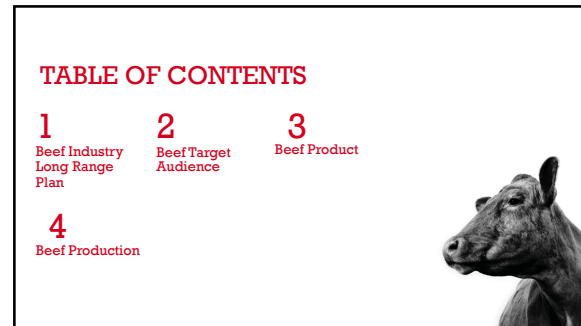 TABLE OF CONTENTS
1
Beef Industry
Long Range
Plan
2
Beef Target
Audience
3
Beef Product
4
Beef Production